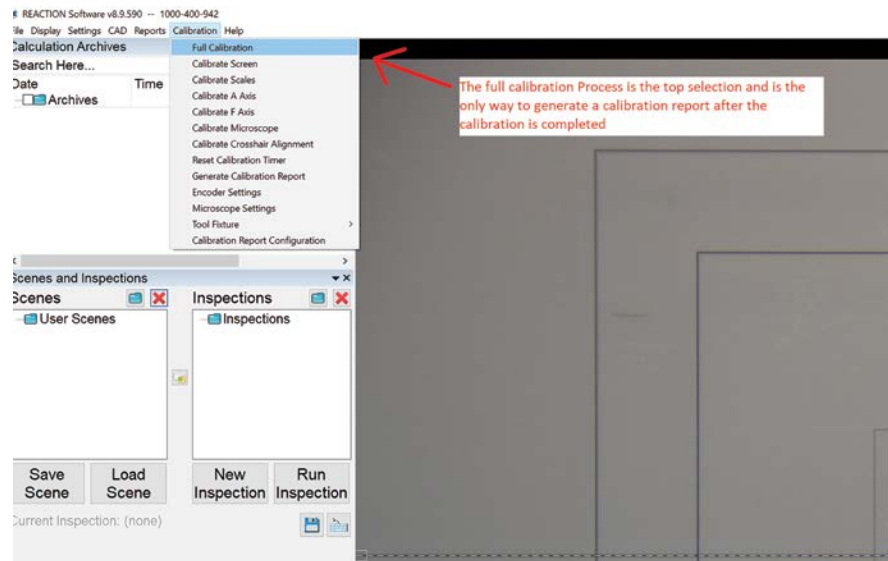 REACTION Software v8.9.590 -- 1000-400-942
File Display Settings CAD Reports Calibration Help
Calculation Archives
Search Here...
Date Time
Archives
Full Calibration
Calibrate Screen
Calibrate Scales
Calibrate A Axis
Calibrate F Axis
Calibrate Microscope
Calibrate Crosshair Alignment
Reset Calibration Timer
Generate Calibration Report
Encoder Settings
Microscope Settings
Tool Fixture
Calibration Report Configuration
The full calibration Process is the top selection and is the
only way to generate a calibration report after the
calibration is completed
Scenes and Inspections
Scenes
User Scenes
Inspections
Inspections
Save
Scene
Load
Scene
New
Inspection
Run
Inspection
Current Inspection: (none)